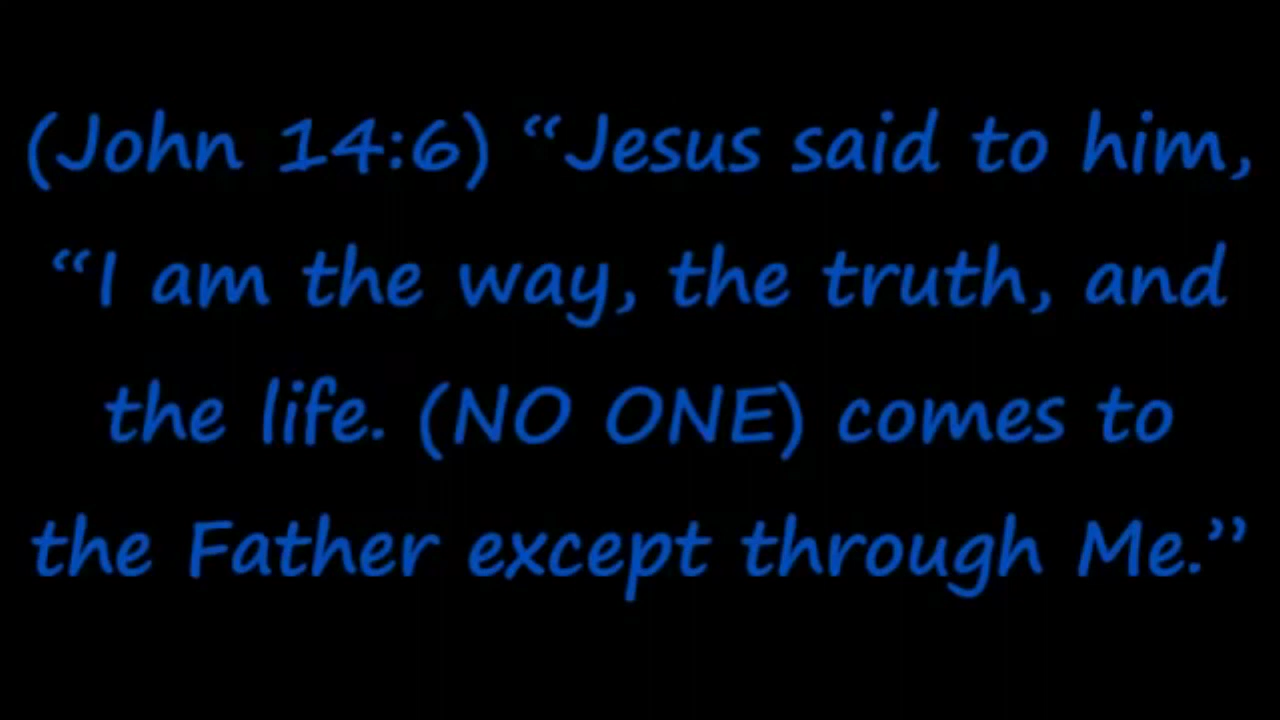 (John 14:6) “Jesus said to him,
“I am the way, the truth, and
the life. (NO ONE) comes to
the Father except through Me.”